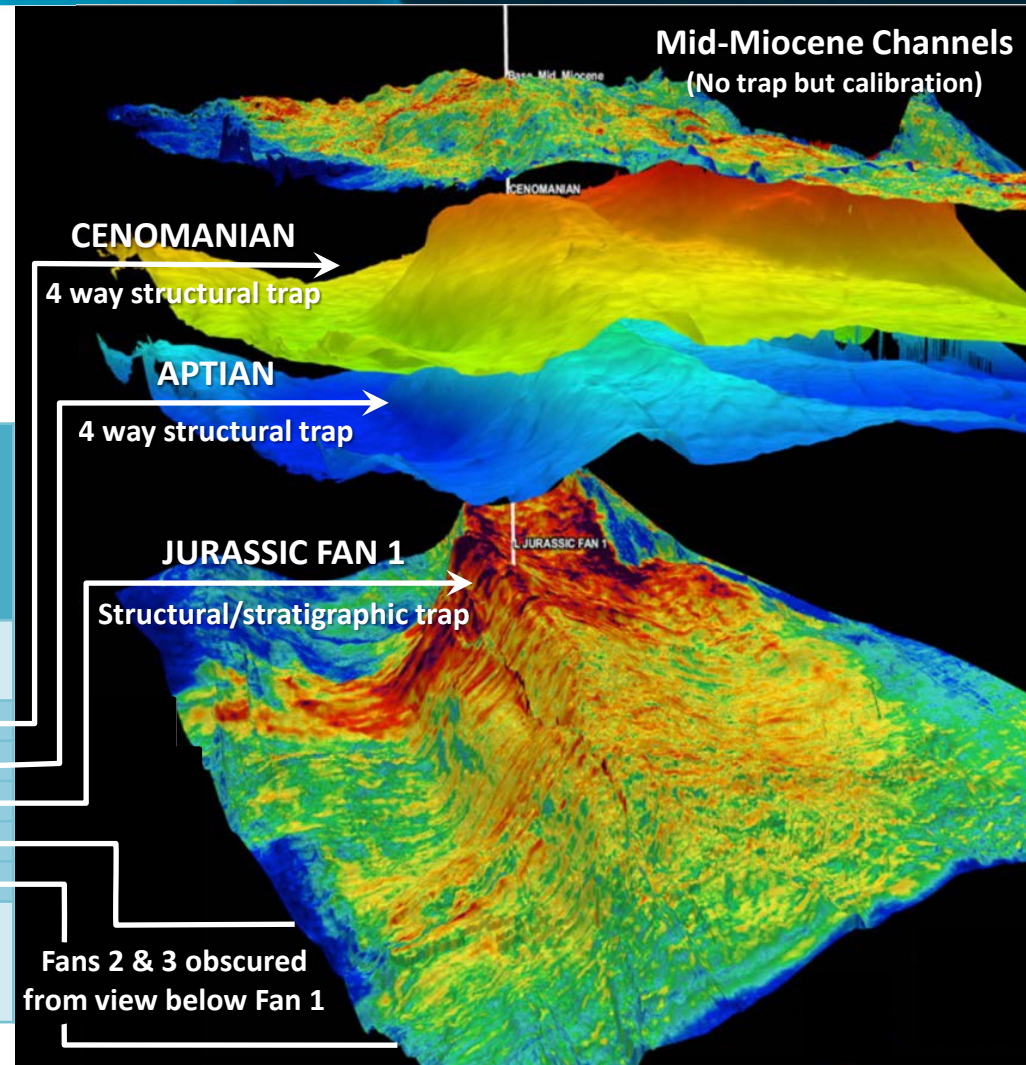 Mid-Miocene Channels
(No trap but calibration)
Base_Mid_Miocene
CENOMANIAN
CENOMANIAN
4 way structural trap
APTIAN
4 way structural trap
L JURASSIC FAN 1
JURASSIC FAN 1
Structural/stratigraphic trap
Fans 2 & 3 obscured
from view below Fan 1